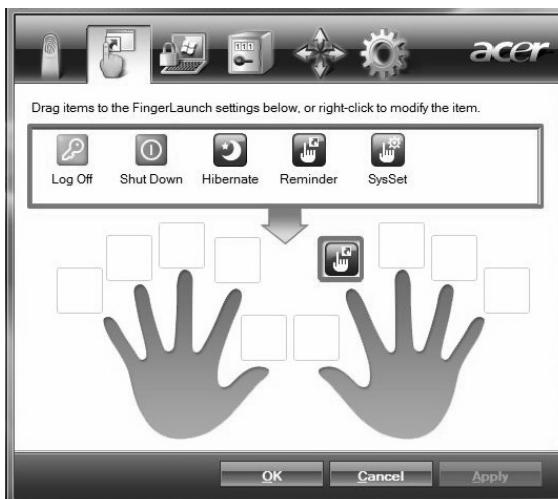 acer
Drag items to the FingerLaunch settings below, or right-click to modify the item.
Log Off Shut Down Hibernate Reminder SysSet
OK Cancel Apply